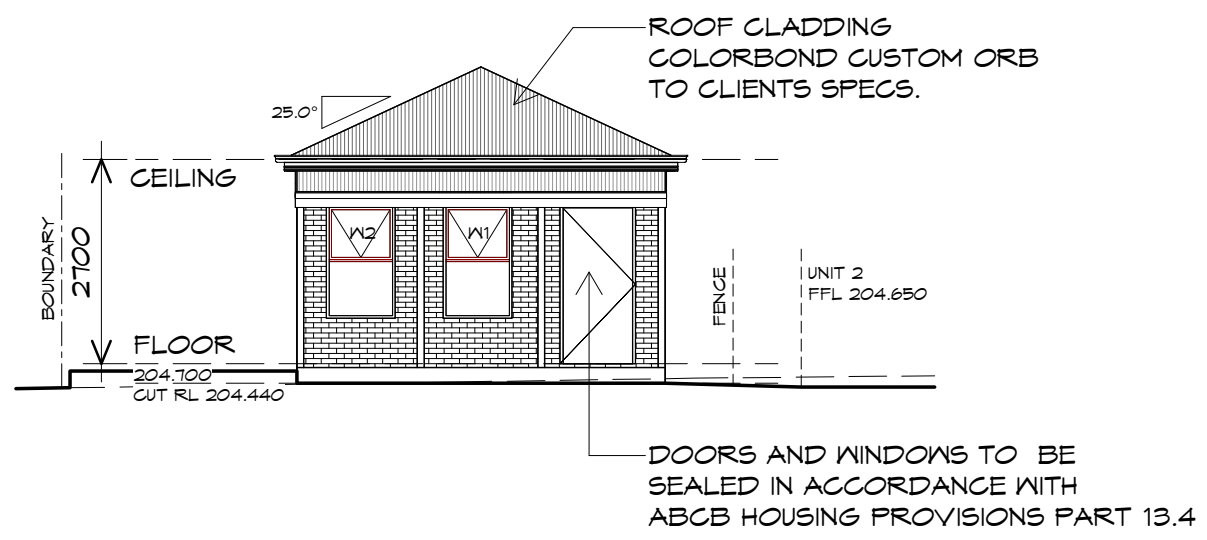 ROOF CLADDING
COLORBOND CUSTOM ORB
TO CLIENTS SPECS.
25.0°
CEILING
BOUNDARY
2700
W2
W1
FENCE
UNIT 2
FFL 204.650
FLOOR
204.700
CUT RL 204.440
DOORS AND WINDOWS TO BE
SEALED IN ACCORDANCE WITH
ABCB HOUSING PROVISIONS PART 13.4